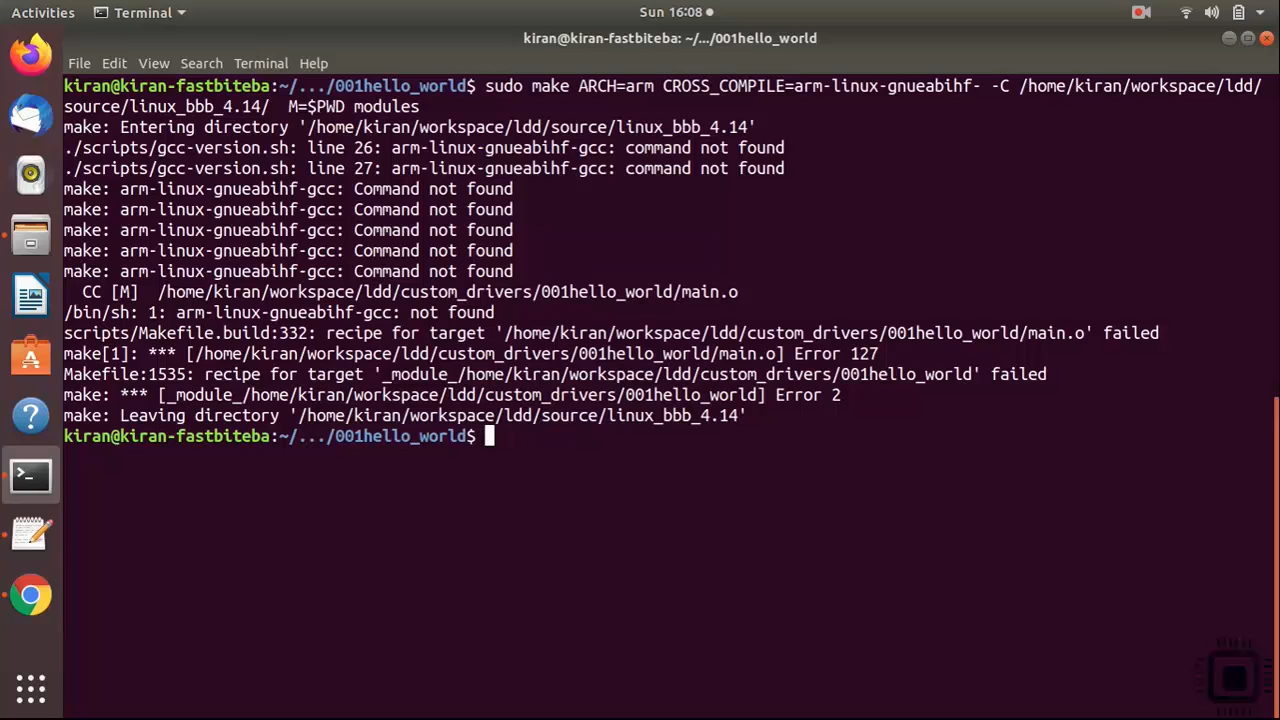 Activities Terminal Sun 16:08
kiran@kiran-fastbiteba: ~/.../001hello_world
File Edit View Search Terminal Help
kiran@kiran-fastbiteba:~/.../001hello_world$ sudo make ARCH=arm CROSS_COMPILE=arm-linux-gnueabihf- -C /home/kiran/workspace/ldd/
source/linux_bbb_4.14/  M=$PWD modules
make: Entering directory '/home/kiran/workspace/ldd/source/linux_bbb_4.14'
./scripts/gcc-version.sh: line 26: arm-linux-gnueabihf-gcc: command not found
./scripts/gcc-version.sh: line 27: arm-linux-gnueabihf-gcc: command not found
make: arm-linux-gnueabihf-gcc: Command not found
make: arm-linux-gnueabihf-gcc: Command not found
make: arm-linux-gnueabihf-gcc: Command not found
make: arm-linux-gnueabihf-gcc: Command not found
make: arm-linux-gnueabihf-gcc: Command not found
  CC [M]  /home/kiran/workspace/ldd/custom_drivers/001hello_world/main.o
/bin/sh: 1: arm-linux-gnueabihf-gcc: not found
scripts/Makefile.build:332: recipe for target '/home/kiran/workspace/ldd/custom_drivers/001hello_world/main.o' failed
make[1]: *** [/home/kiran/workspace/ldd/custom_drivers/001hello_world/main.o] Error 127
Makefile:1535: recipe for target '_module_/home/kiran/workspace/ldd/custom_drivers/001hello_world' failed
make: *** [_module_/home/kiran/workspace/ldd/custom_drivers/001hello_world] Error 2
make: Leaving directory '/home/kiran/workspace/ldd/source/linux_bbb_4.14'
kiran@kiran-fastbiteba:~/.../001hello_world$